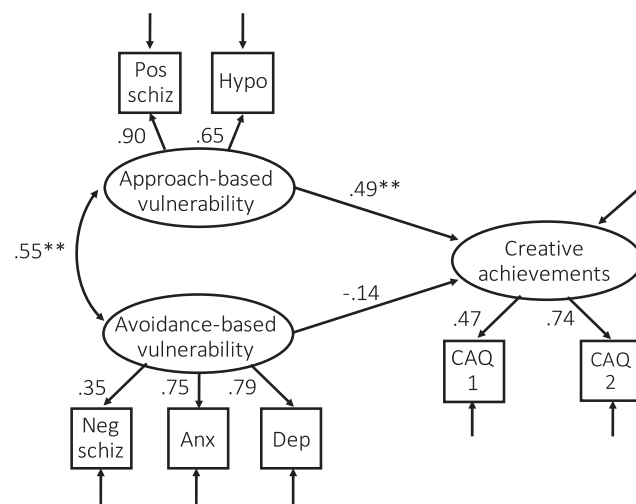 Pos
schiz
Hypo
.90
.65
Approach-based
vulnerability
.49**
.55**
Creative
achievements
-.14
Avoidance-based
vulnerability
.47
.74
.35
.75
.79
CAQ
1
CAQ
2
Neg
schiz
Anx
Dep